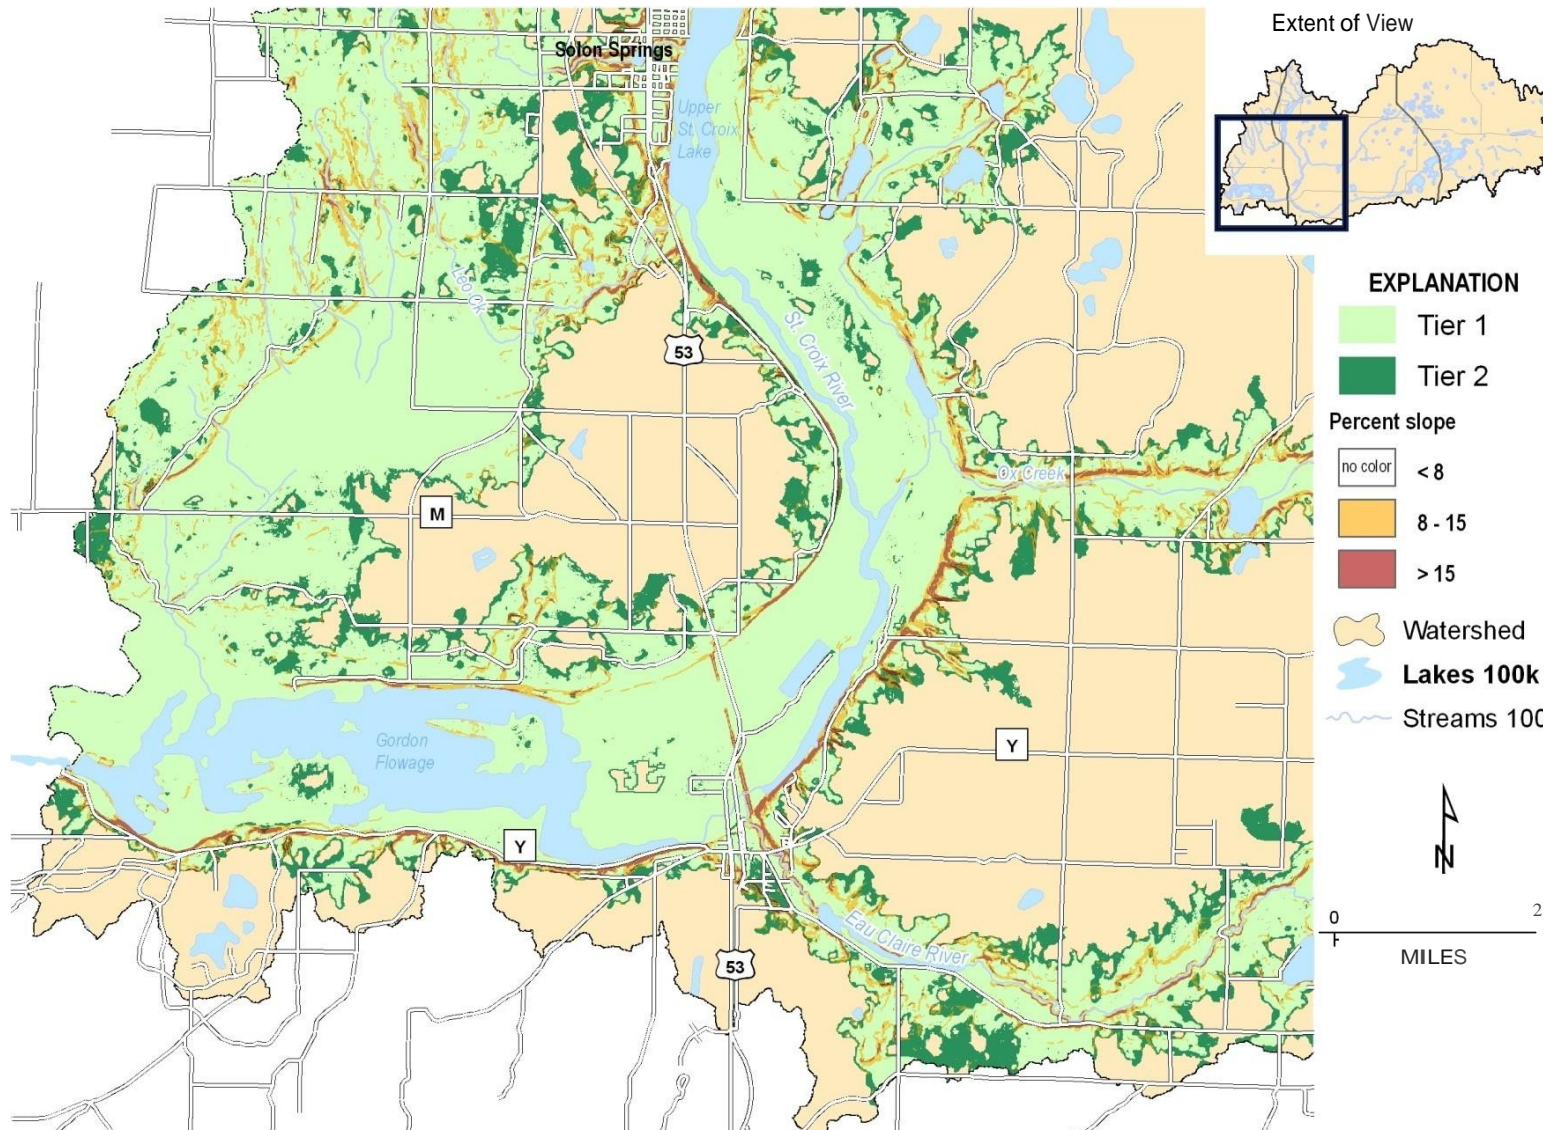 Solon Springs
Upper
St. Croix
Lake
Leo Ck
53
St. Croix River
Ox Creek
M
Gordon
Flowage
Y
Y
Eau Claire River
53
Extent of View
EXPLANATION
Tier 1
Tier 2
Percent slope
no color < 8
8 - 15
> 15
Watershed
Lakes 100k
Streams 100
N
0 2
MILES